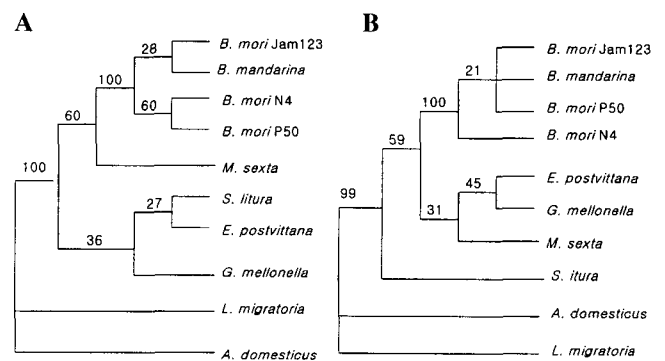 A
B. mori Jam123
28
B. mandarina
100
B. mori N4
60
60
B. mori P50
M. sexta
100
S. litura
27
E. postvittana
36
G. mellonella
L. migratoria
A. domesticus
B
B. mori Jam123
21
B. mandarina
100
B. mori P50
B. mori N4
59
E. postvittana
45
G. mellonella
99
31
M. sexta
S. itura
A. domesticus
L. migratoria